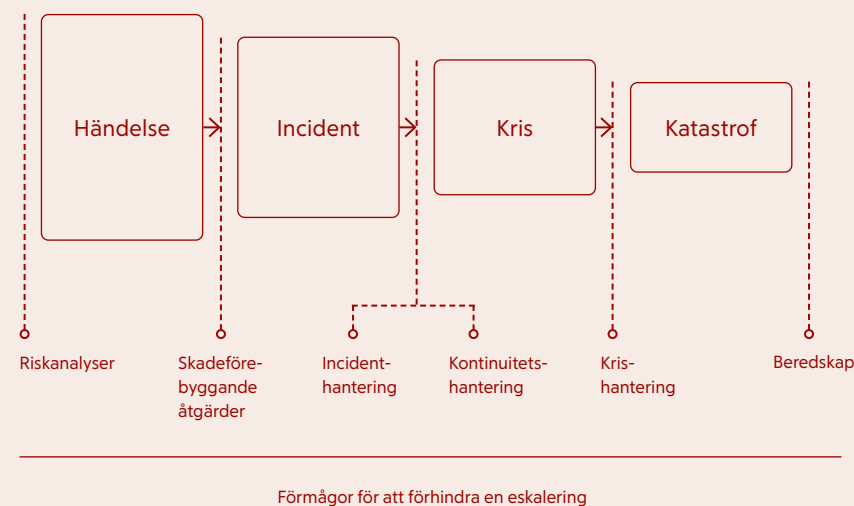 Händelse
Incident
Kris
Katastrof
Riskanalyser
Skadeföre-
byggande
åtgärder
Incident-
hantering
Kontinuitets-
hantering
Kris-
hantering
Beredskap
Förmågor för att förhindra en eskalering